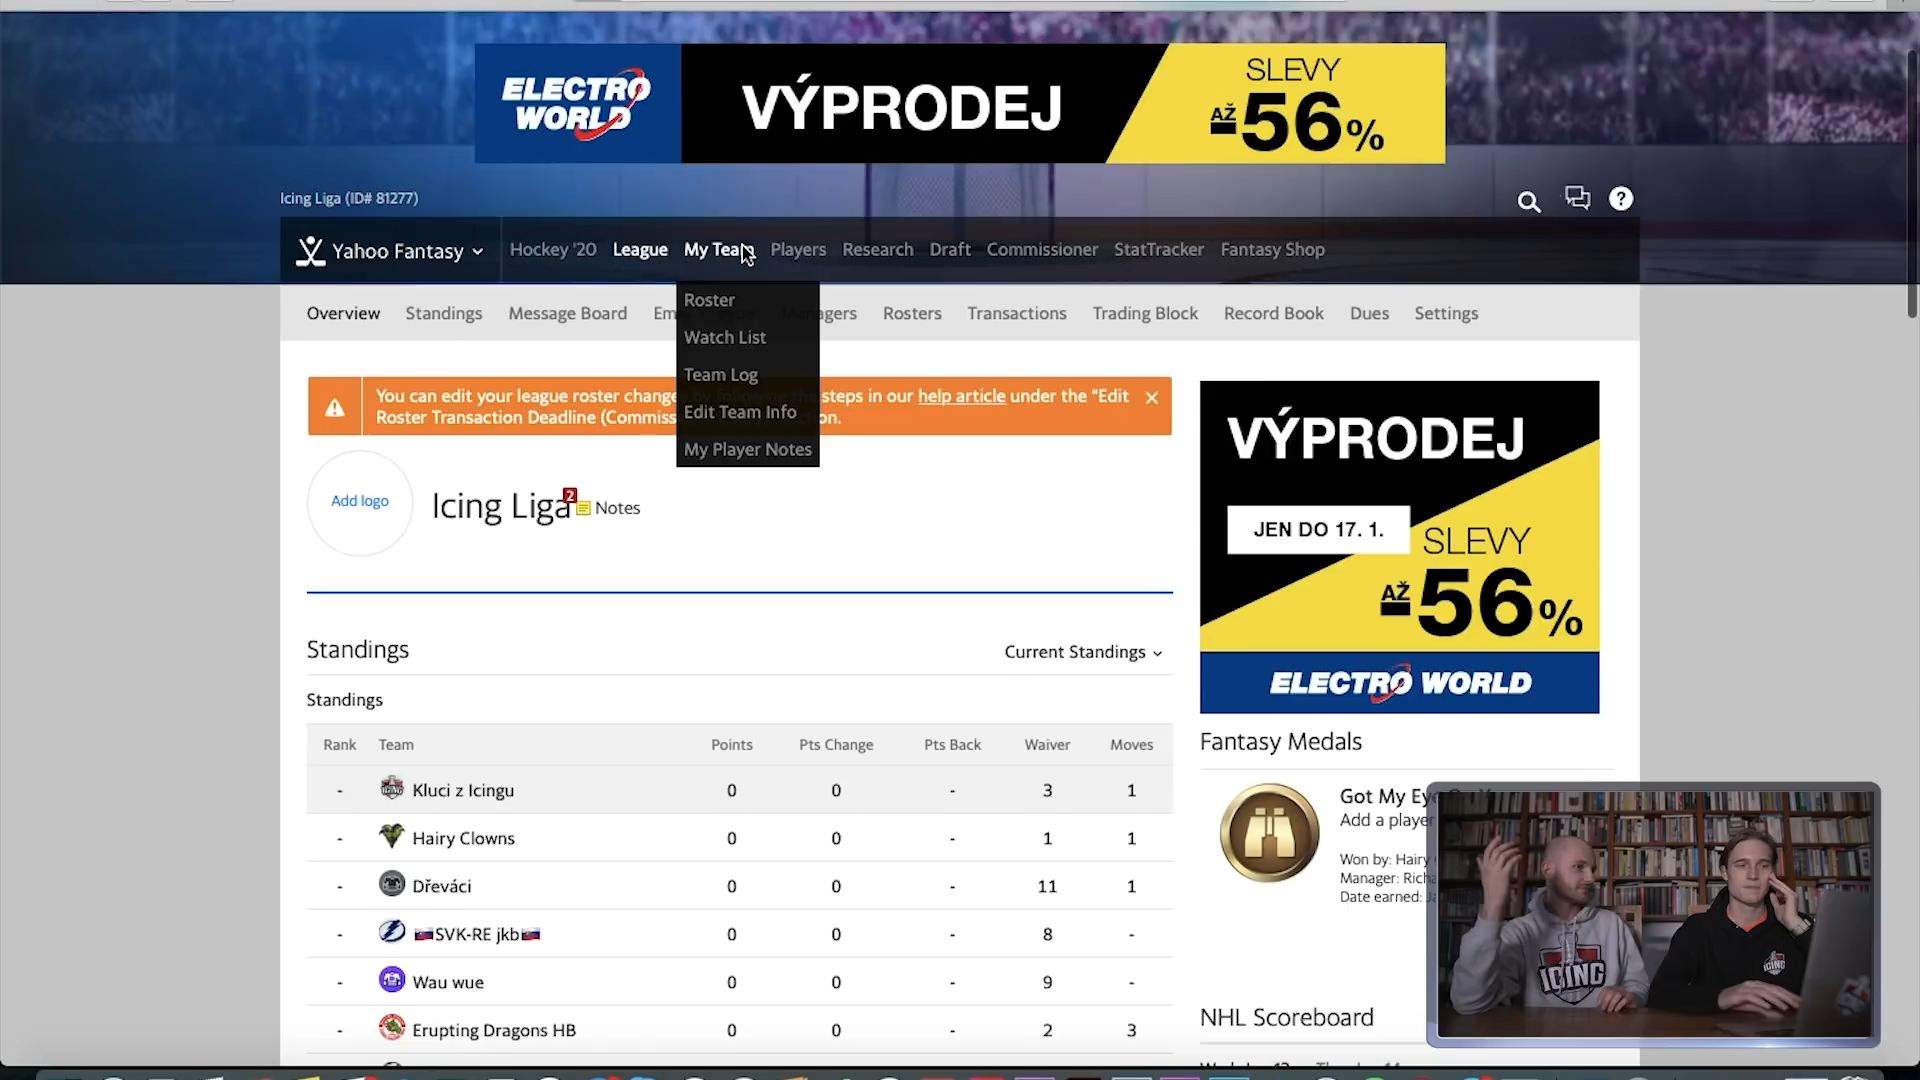 ELECTRO
WORLD
VÝPRODEJ
SLEVY
AŽ 56 %
Icing Liga (ID# 81277)
Yahoo Fantasy
Hockey '20 League My Team Players Research Draft Commissioner StatTracker Fantasy Shop
Overview Standings Message Board Managers Rosters Transactions Trading Block Record Book Dues Settings
Roster
Watch List
Team Log
Edit Team Info
My Player Notes
You can edit your league roster steps in our help article under the "Edit
Roster Transaction Deadline
Add logo
Icing Liga
2
Notes
VÝPRODEJ
JEN DO 17. 1.
SLEVY
AŽ 56 %
ELECTRO WORLD
Standings
Current Standings
Standings
Rank Team Points Pts Change Pts Back Waiver Moves
- Kluci z Icingu 0 0 - 3 1
- Hairy Clowns 0 0 - 1 1
- Dřeváci 0 0 - 11 1
- SVK-RE jkb 0 0 - 8 -
- Wau wue 0 0 - 9 -
- Erupting Dragons HB 0 0 - 2 3
Fantasy Medals
Got My
Add a player
Won by: Hairy
Manager:
Date earned:
NHL Scoreboard
ICING
ICING